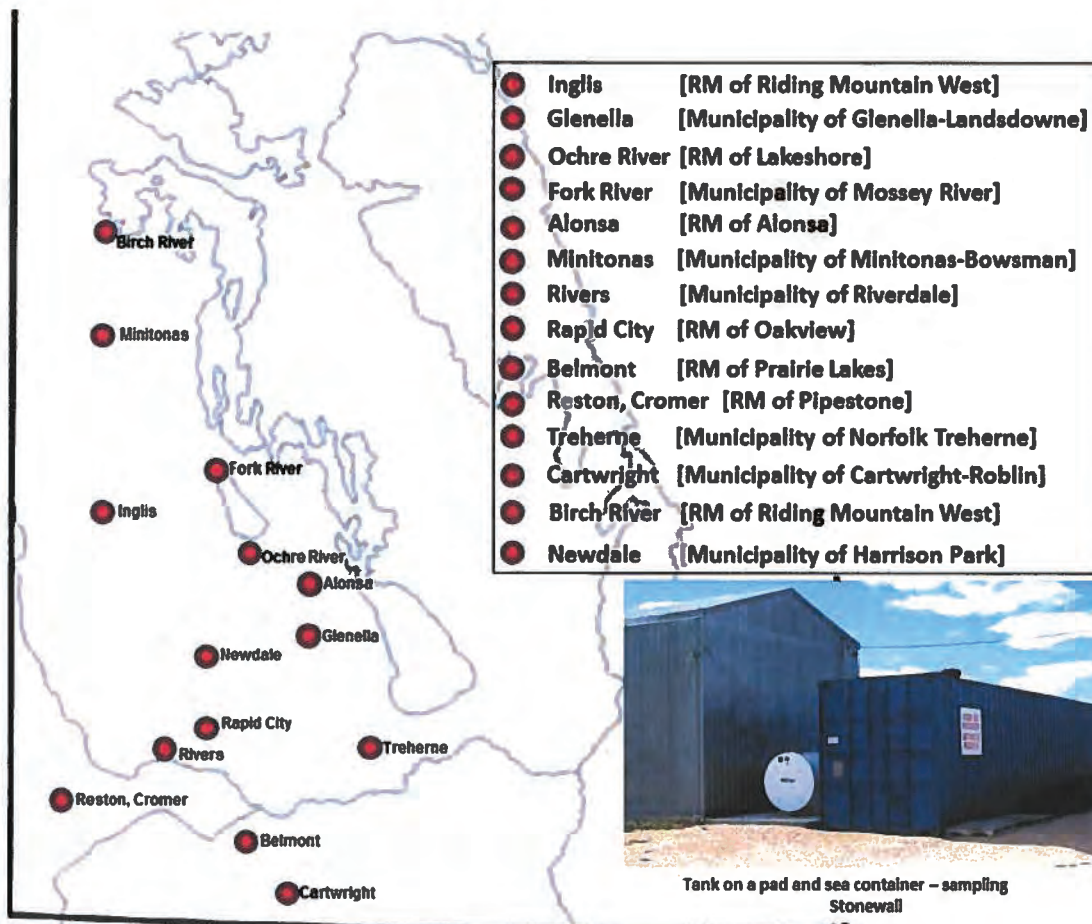 Inglis [RM of Riding Mountain West]
Glenella [Municipality of Glenella-Landsdowne]
Ochre River [RM of Lakeshore]
Fork River [Municipality of Mossey River]
Alonsa [RM of Alonsa]
Minitonas [Municipality of Minitonas-Bowsman]
Rivers [Municipality of Riverdale]
Rapid City [RM of Oakview]
Belmont [RM of Prairie Lakes]
Reston, Cromer [RM of Pipestone]
Treherne [Municipality of Norfolk Treherne]
Cartwright [Municipality of Cartwright-Roblin]
Birch River [RM of Riding Mountain West]
Newdale [Municipality of Harrison Park]
Birch River
Minitonas
Fork River
Inglis
Ochre River
Alonsa
Glenella
Newdale
Rapid City
Rivers
Treherne
Reston, Cromer
Belmont
Cartwright
Tank on a pad and sea container – sampling
Stonewall